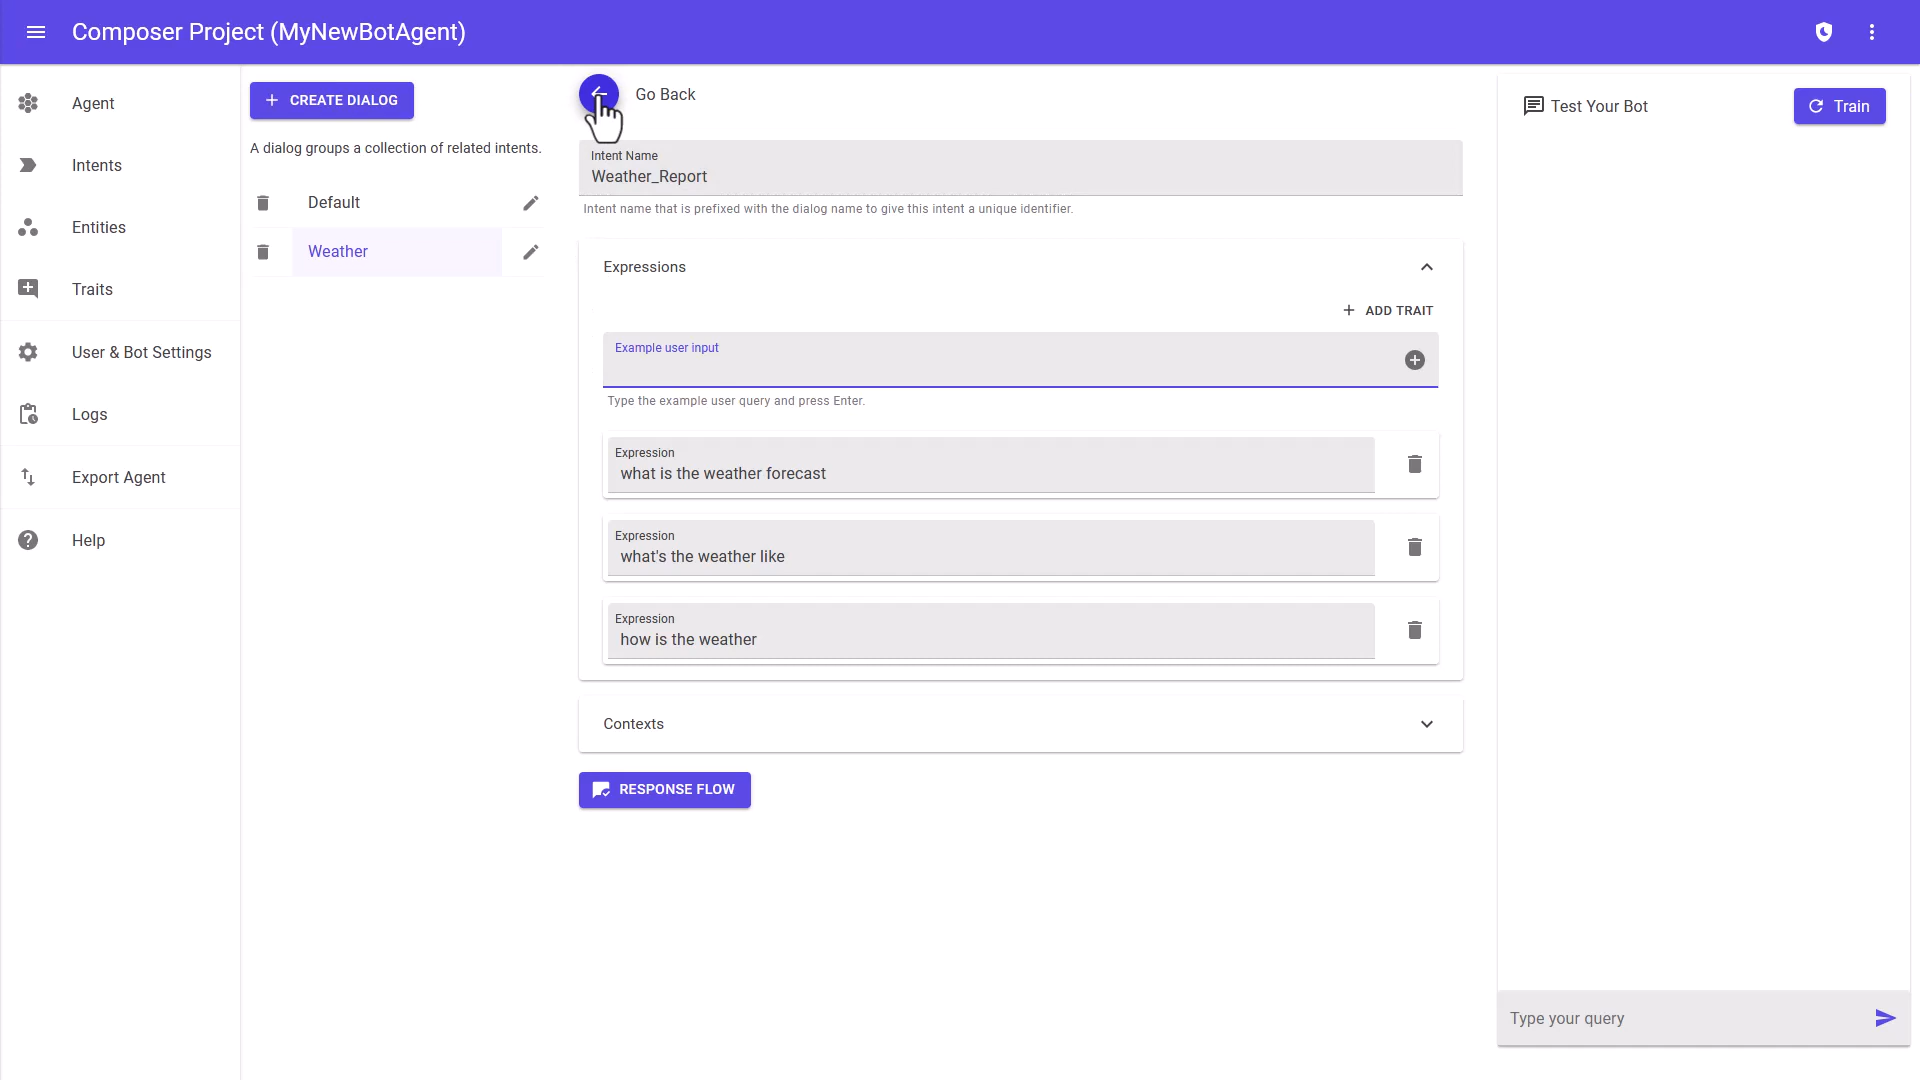 Composer Project (MyNewBotAgent)
Agent
Intents
Entities
Traits
User & Bot Settings
Logs
Export Agent
Help
CREATE DIALOG
A dialog groups a collection of related intents.
Default
Weather
Go Back
Intent Name
Weather_Report
Intent name that is prefixed with the dialog name to give this intent a unique identifier.
Expressions
ADD TRAIT
Example user input
Type the example user query and press Enter.
Expression
what is the weather forecast
Expression
what's the weather like
Expression
how is the weather
Contexts
RESPONSE FLOW
Test Your Bot
Train
Type your query